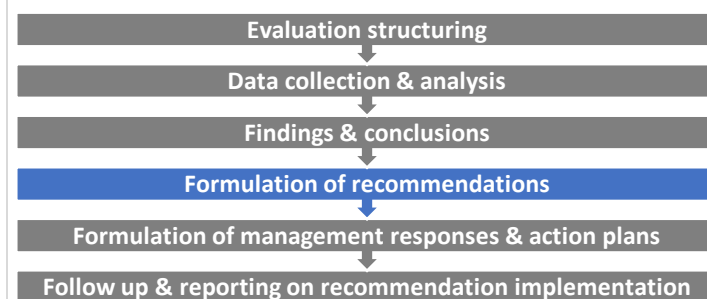 Evaluation structuring
Data collection & analysis
Findings & conclusions
Formulation of recommendations
Formulation of management responses & action plans
Follow up & reporting on recommendation implementation